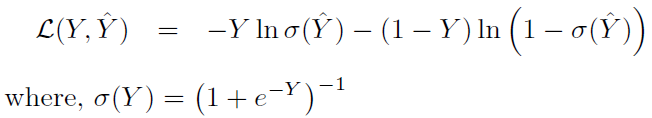 ℒ(Y, Ŷ) = −Y ln σ(Ŷ) − (1 − Y) ln (1 − σ(Ŷ))
where, σ(Y) = (1 + e^{−Y})^{−1}